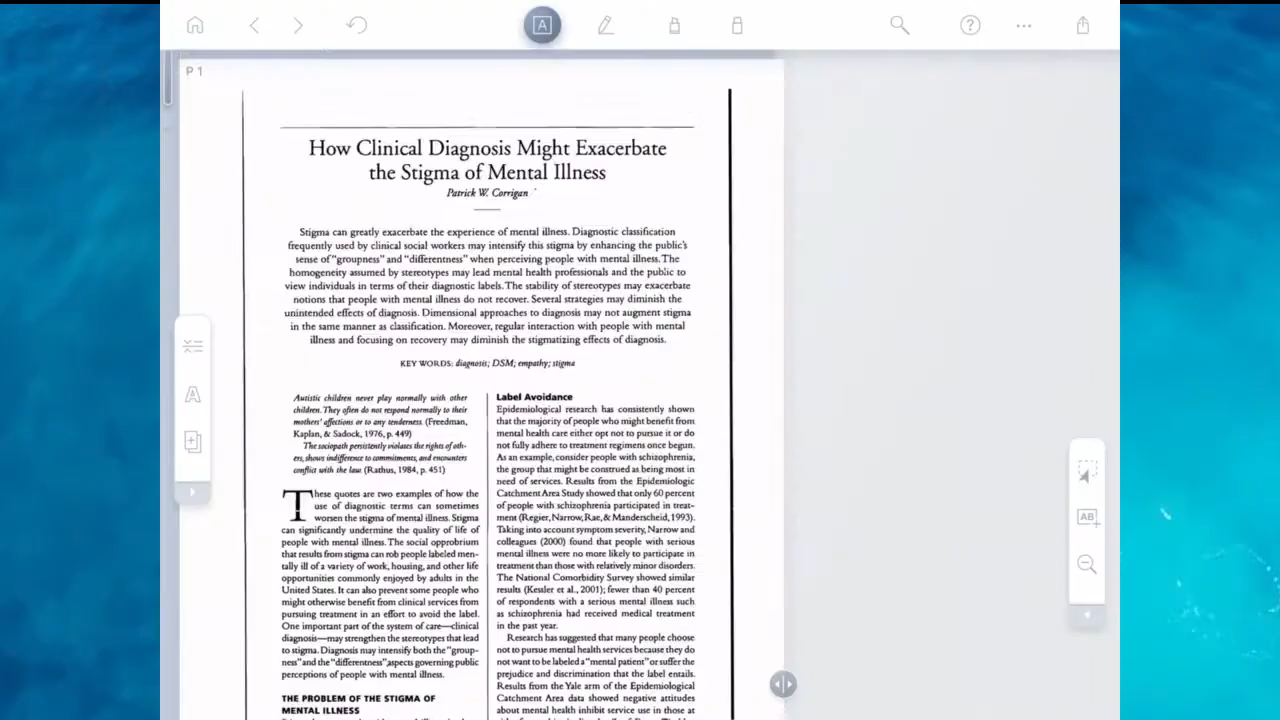 P 1
How Clinical Diagnosis Might Exacerbate
the Stigma of Mental Illness
Patrick W. Corrigan
Stigma can greatly exacerbate the experience of mental illness. Diagnostic classification
frequently used by clinical social workers may intensify this stigma by enhancing the public's
sense of "groupness" and "differentness" when perceiving people with mental illness. The
homogeneity assumed by stereotypes may lead mental health professionals and the public to
view individuals in terms of their diagnostic labels. The stability of stereotypes may exacerbate
notions that people with mental illness do not recover. Several strategies may diminish the
unintended effects of diagnosis. Dimensional approaches to diagnosis may not augment stigma
in the same manner as classification. Moreover, regular interaction with people with mental
illness and focusing on recovery may diminish the stigmatizing effects of diagnosis.
KEY WORDS: diagnosis; DSM; empathy; stigma
Autistic children never play normally with other
children. They often do not respond normally to their
mothers' affections or to any tenderness. (Freedman,
Kaplan, & Sadock, 1976, p. 449)
The sociopath persistently violates the rights of oth-
ers, shows indifference to commitments, and encounters
conflict with the law. (Rathus, 1984, p. 451)
These quotes are two examples of how the
use of diagnostic terms can sometimes
worsen the stigma of mental illness. Stigma
can significantly undermine the quality of life of
people with mental illness. The social opprobrium
that results from stigma can rob people labeled men-
tally ill of a variety of work, housing, and other life
opportunities commonly enjoyed by adults in the
United States. It can also prevent some people who
might otherwise benefit from clinical services from
pursuing treatment in an effort to avoid the label.
One important part of the system of care—clinical
diagnosis—may strengthen the stereotypes that lead
to stigma. Diagnosis may intensify both the "group-
ness" and the "differentness" aspects governing public
perceptions of people with mental illness.
THE PROBLEM OF THE STIGMA OF
MENTAL ILLNESS
Label Avoidance
Epidemiological research has consistently shown
that the majority of people who might benefit from
mental health care either opt not to pursue it or do
not fully adhere to treatment regimens once begun.
As an example, consider people with schizophrenia,
the group that might be construed as being most in
need of services. Results from the Epidemiologic
Catchment Area Study showed that only 60 percent
of people with schizophrenia participated in treat-
ment (Regier, Narrow, Rae, & Manderscheid, 1993).
Taking into account symptom severity, Narrow and
colleagues (2000) found that people with serious
mental illness were no more likely to participate in
treatment than those with relatively minor disorders.
The National Comorbidity Survey showed similar
results (Kessler et al., 2001); fewer than 40 percent
of respondents with a serious mental illness such
as schizophrenia had received medical treatment
in the past year.
Research has suggested that many people choose
not to pursue mental health services because they do
not want to be labeled a "mental patient" or suffer the
prejudice and discrimination that the label entails.
Results from the Yale arm of the Epidemiological
Catchment Area data showed negative attitudes
about mental health inhibit service use in those at
A
A
AB